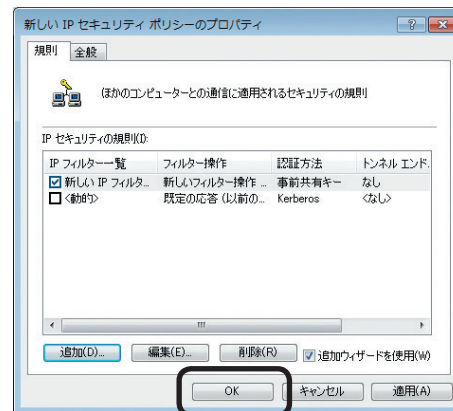 新しい IP セキュリティ ポリシーのプロパティ
規則 全般
ほかのコンピューターとの通信に適用されるセキュリティの規則
IP セキュリティの規則(I):
IP フィルター一覧 フィルター操作 認証方法 トンネル エンド.
新しい IP フィルタ... 新しいフィルター操作 ... 事前共有キー なし
<動的> 既定の応答 (以前の... Kerberos <なし>
追加(D)... 編集(E)... 削除(R) 追加ウィザードを使用(W)
OK キャンセル 適用(A)